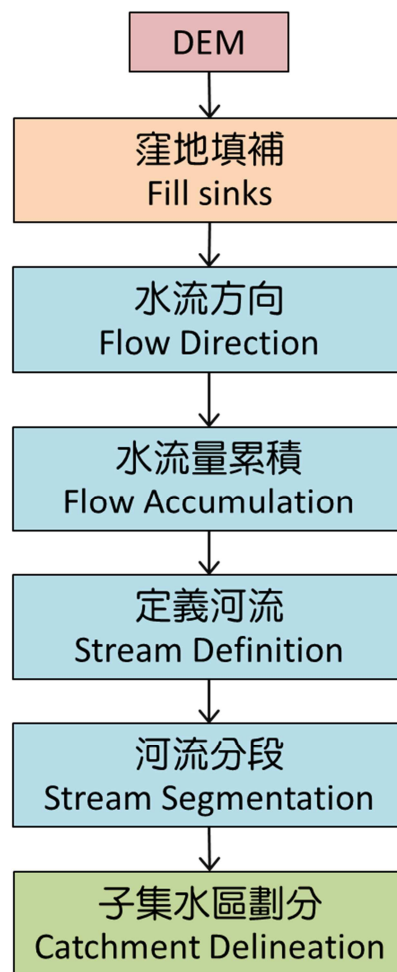 DEM
窪地填補
Fill sinks
水流方向
Flow Direction
水流量累積
Flow Accumulation
定義河流
Stream Definition
河流分段
Stream Segmentation
子集水區劃分
Catchment Delineation